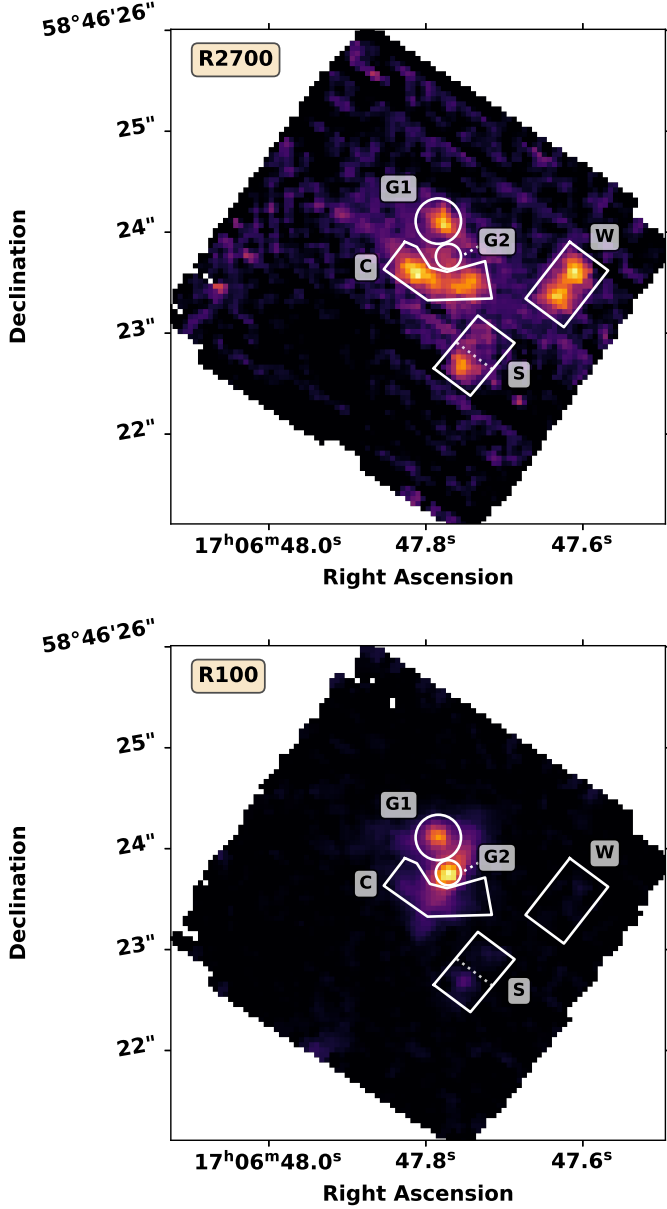 58°46'26"
R2700
25"
G1
24"
G2
W
C
23"
S
22"
17ʰ06ᵐ48.0ˢ 47.8ˢ 47.6ˢ
Right Ascension
Declination
58°46'26"
R100
25"
G1
24"
G2
W
C
23"
S
22"
17ʰ06ᵐ48.0ˢ 47.8ˢ 47.6ˢ
Right Ascension
Declination